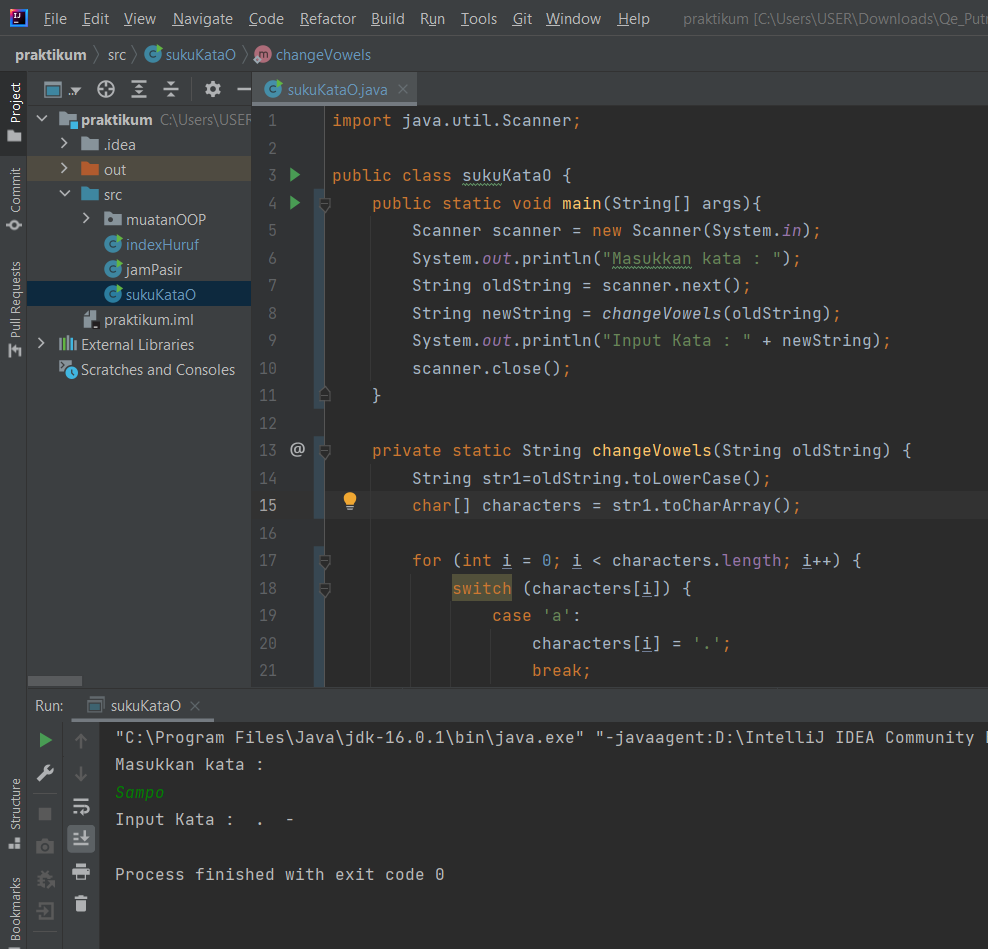 File Edit View Navigate Code Refactor Build Run Tools Git Window Help praktikum [C:\Users\USER\Downloads\Qe_Putr
praktikum src sukuKataO changeVowels
Project
Commit
Pull Requests
Structure
Bookmarks
praktikum C:\Users\USER
.idea
out
src
muatanOOP
indexHuruf
jamPasir
sukuKataO
praktikum.iml
External Libraries
Scratches and Consoles
sukuKataO.java
1 import java.util.Scanner;
2
3 public class sukuKataO {
4 public static void main(String[] args){
5 Scanner scanner = new Scanner(System.in);
6 System.out.println("Masukkan kata : ");
7 String oldString = scanner.next();
8 String newString = changeVowels(oldString);
9 System.out.println("Input Kata : " + newString);
10 scanner.close();
11 }
12
13 @ private static String changeVowels(String oldString) {
14 String str1=oldString.toLowerCase();
15 char[] characters = str1.toCharArray();
16
17 for (int i = 0; i < characters.length; i++) {
18 switch (characters[i]) {
19 case 'a':
20 characters[i] = '.';
21 break;
Run: sukuKataO
"C:\Program Files\Java\jdk-16.0.1\bin\java.exe" "-javaagent:D:\IntelliJ IDEA Community
Masukkan kata :
Sampo
Input Kata :  .  -
Process finished with exit code 0